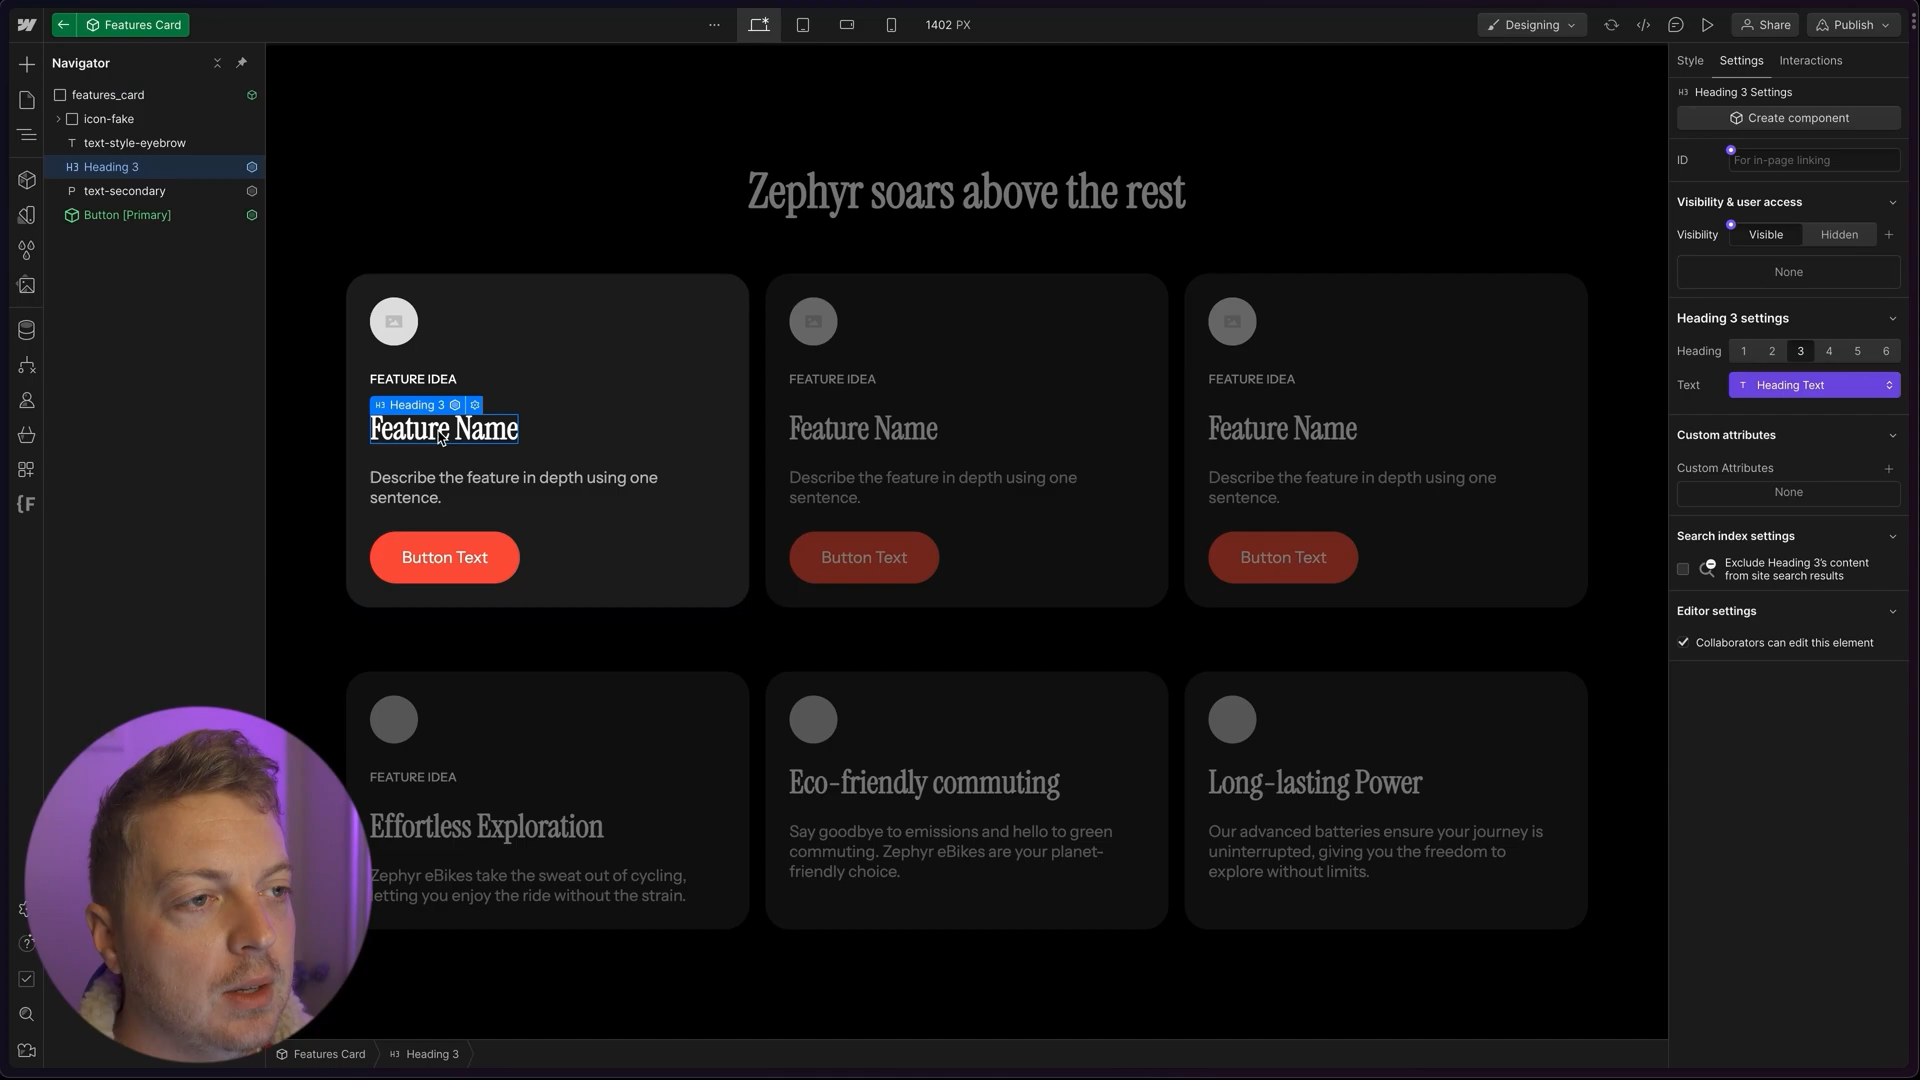 Features Card
1402 PX
Designing
Share
Publish
Navigator
features_card
icon-fake
T text-style-eyebrow
H3 Heading 3
P text-secondary
Button [Primary]
Zephyr soars above the rest
FEATURE IDEA
H3 Heading 3
Feature Name
Describe the feature in depth using one
sentence.
Button Text
FEATURE IDEA
Feature Name
Describe the feature in depth using one
sentence.
Button Text
FEATURE IDEA
Feature Name
Describe the feature in depth using one
sentence.
Button Text
FEATURE IDEA
Effortless Exploration
Zephyr eBikes take the sweat out of cycling,
letting you enjoy the ride without the strain.
Eco-friendly commuting
Say goodbye to emissions and hello to green
commuting. Zephyr eBikes are your planet-
friendly choice.
Long-lasting Power
Our advanced batteries ensure your journey is
uninterrupted, giving you the freedom to
explore without limits.
Features Card
H3 Heading 3
Style Settings Interactions
H3 Heading 3 Settings
Create component
ID For in-page linking
Visibility & user access
Visibility Visible Hidden
None
Heading 3 settings
Heading 1 2 3 4 5 6
Text T Heading Text
Custom attributes
Custom Attributes
None
Search index settings
Exclude Heading 3's content
from site search results
Editor settings
Collaborators can edit this element